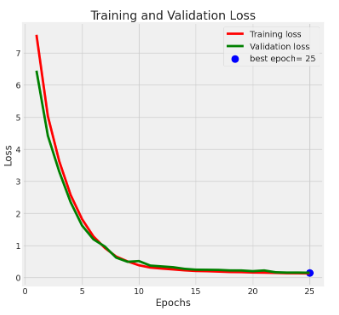 Training and Validation Loss
Training loss
Validation loss
best epoch= 25
7
6
5
4
3
2
1
0
Loss
0 5 10 15 20 25
Epochs